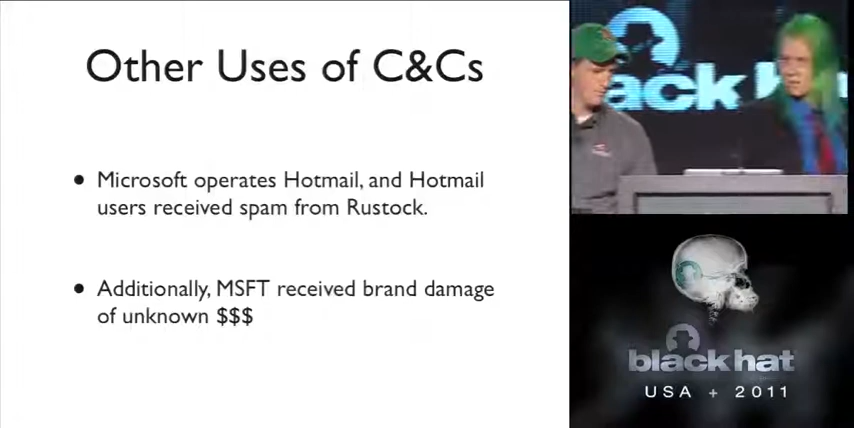 Other Uses of C&Cs
• Microsoft operates Hotmail, and Hotmail
users received spam from Rustock.
• Additionally, MSFT received brand damage
of unknown $$$
black h
black hat
USA + 2011